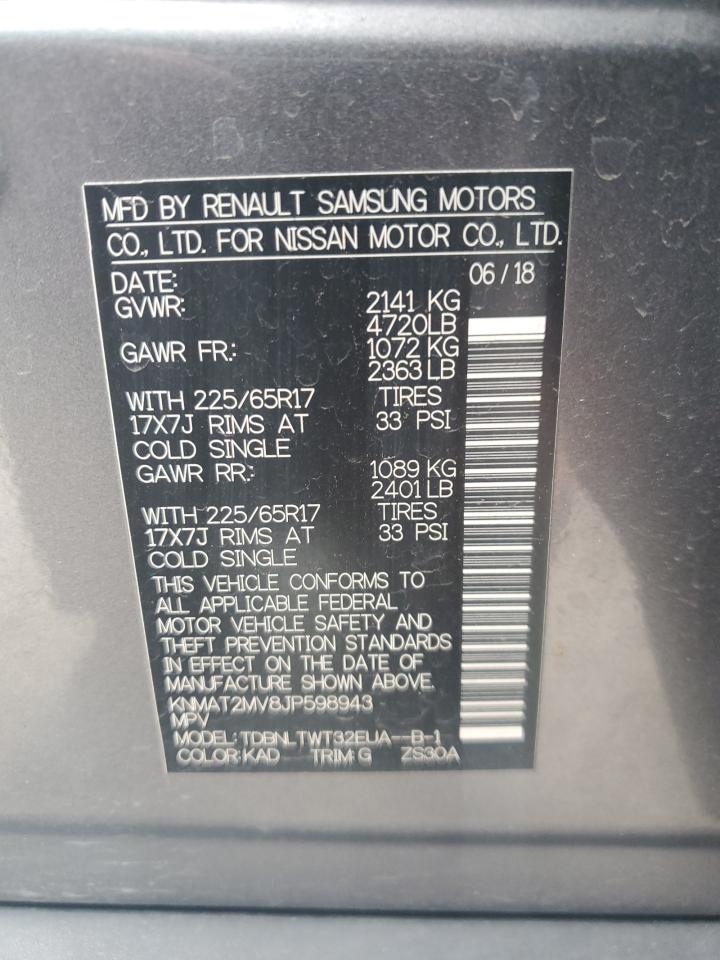 MFD BY RENAULT SAMSUNG MOTORS
CO., LTD. FOR NISSAN MOTOR CO., LTD.
DATE: 06/18
GVWR: 2141 KG
4720LB
GAWR FR.: 1072 KG
2363 LB
WITH 225/65R17 TIRES
17X7J RIMS AT 33 PSI
COLD SINGLE
GAWR RR.: 1089 KG
2401 LB
WITH 225/65R17 TIRES
17X7J RIMS AT 33 PSI
COLD SINGLE
THIS VEHICLE CONFORMS TO
ALL APPLICABLE FEDERAL
MOTOR VEHICLE SAFETY AND
THEFT PREVENTION STANDARDS
IN EFFECT ON THE DATE OF
MANUFACTURE SHOWN ABOVE.
KNMAT2MV8JP598943
MPV
MODEL: TDBNLTWT32EUA--B-1
COLOR:KAD TRIM:G ZS30A